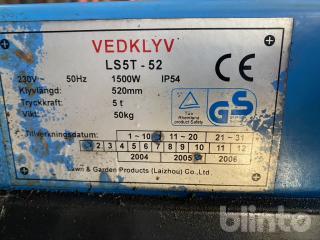 VEDKLYV
LS5T - 52
230V~ 50Hz 1500W IP54
Klyvlängd: 520mm
Tryckkraft: 5 t
Vikt: 50kg
CE
TÜV
GS
Tillverkningsdatum: 1~10 11~20 21~31
2 3 4 5 6 7 8 9 10 11 12
2004 2005 2006
Garden Products (Laizhou) Co., Ltd.
blinto